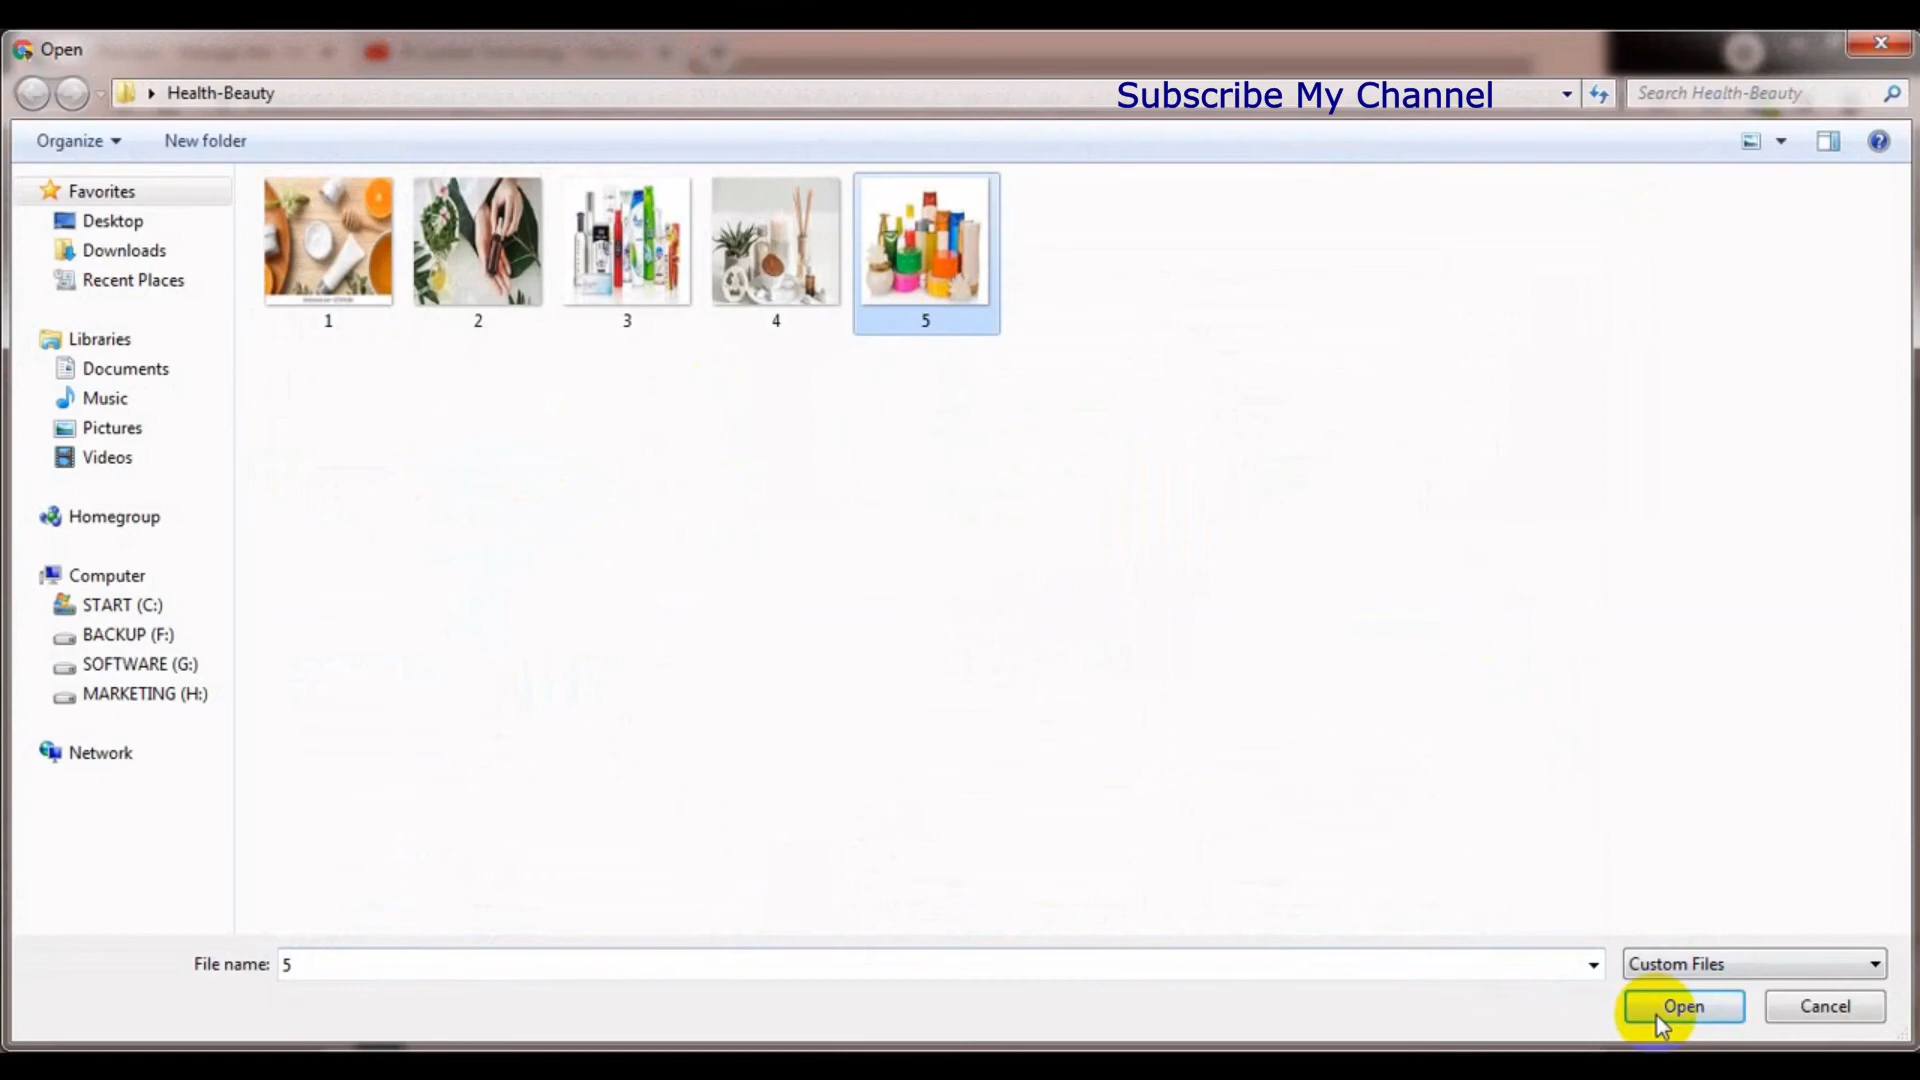 Open
Health-Beauty
Subscribe My Channel
Search Health-Beauty
Organize
New folder
Favorites
Desktop
Downloads
Recent Places
Libraries
Documents
Music
Pictures
Videos
Homegroup
Computer
START (C:)
BACKUP (F:)
SOFTWARE (G:)
MARKETING (H:)
Network
1
2
3
4
5
File name: 5
Custom Files
Open
Cancel